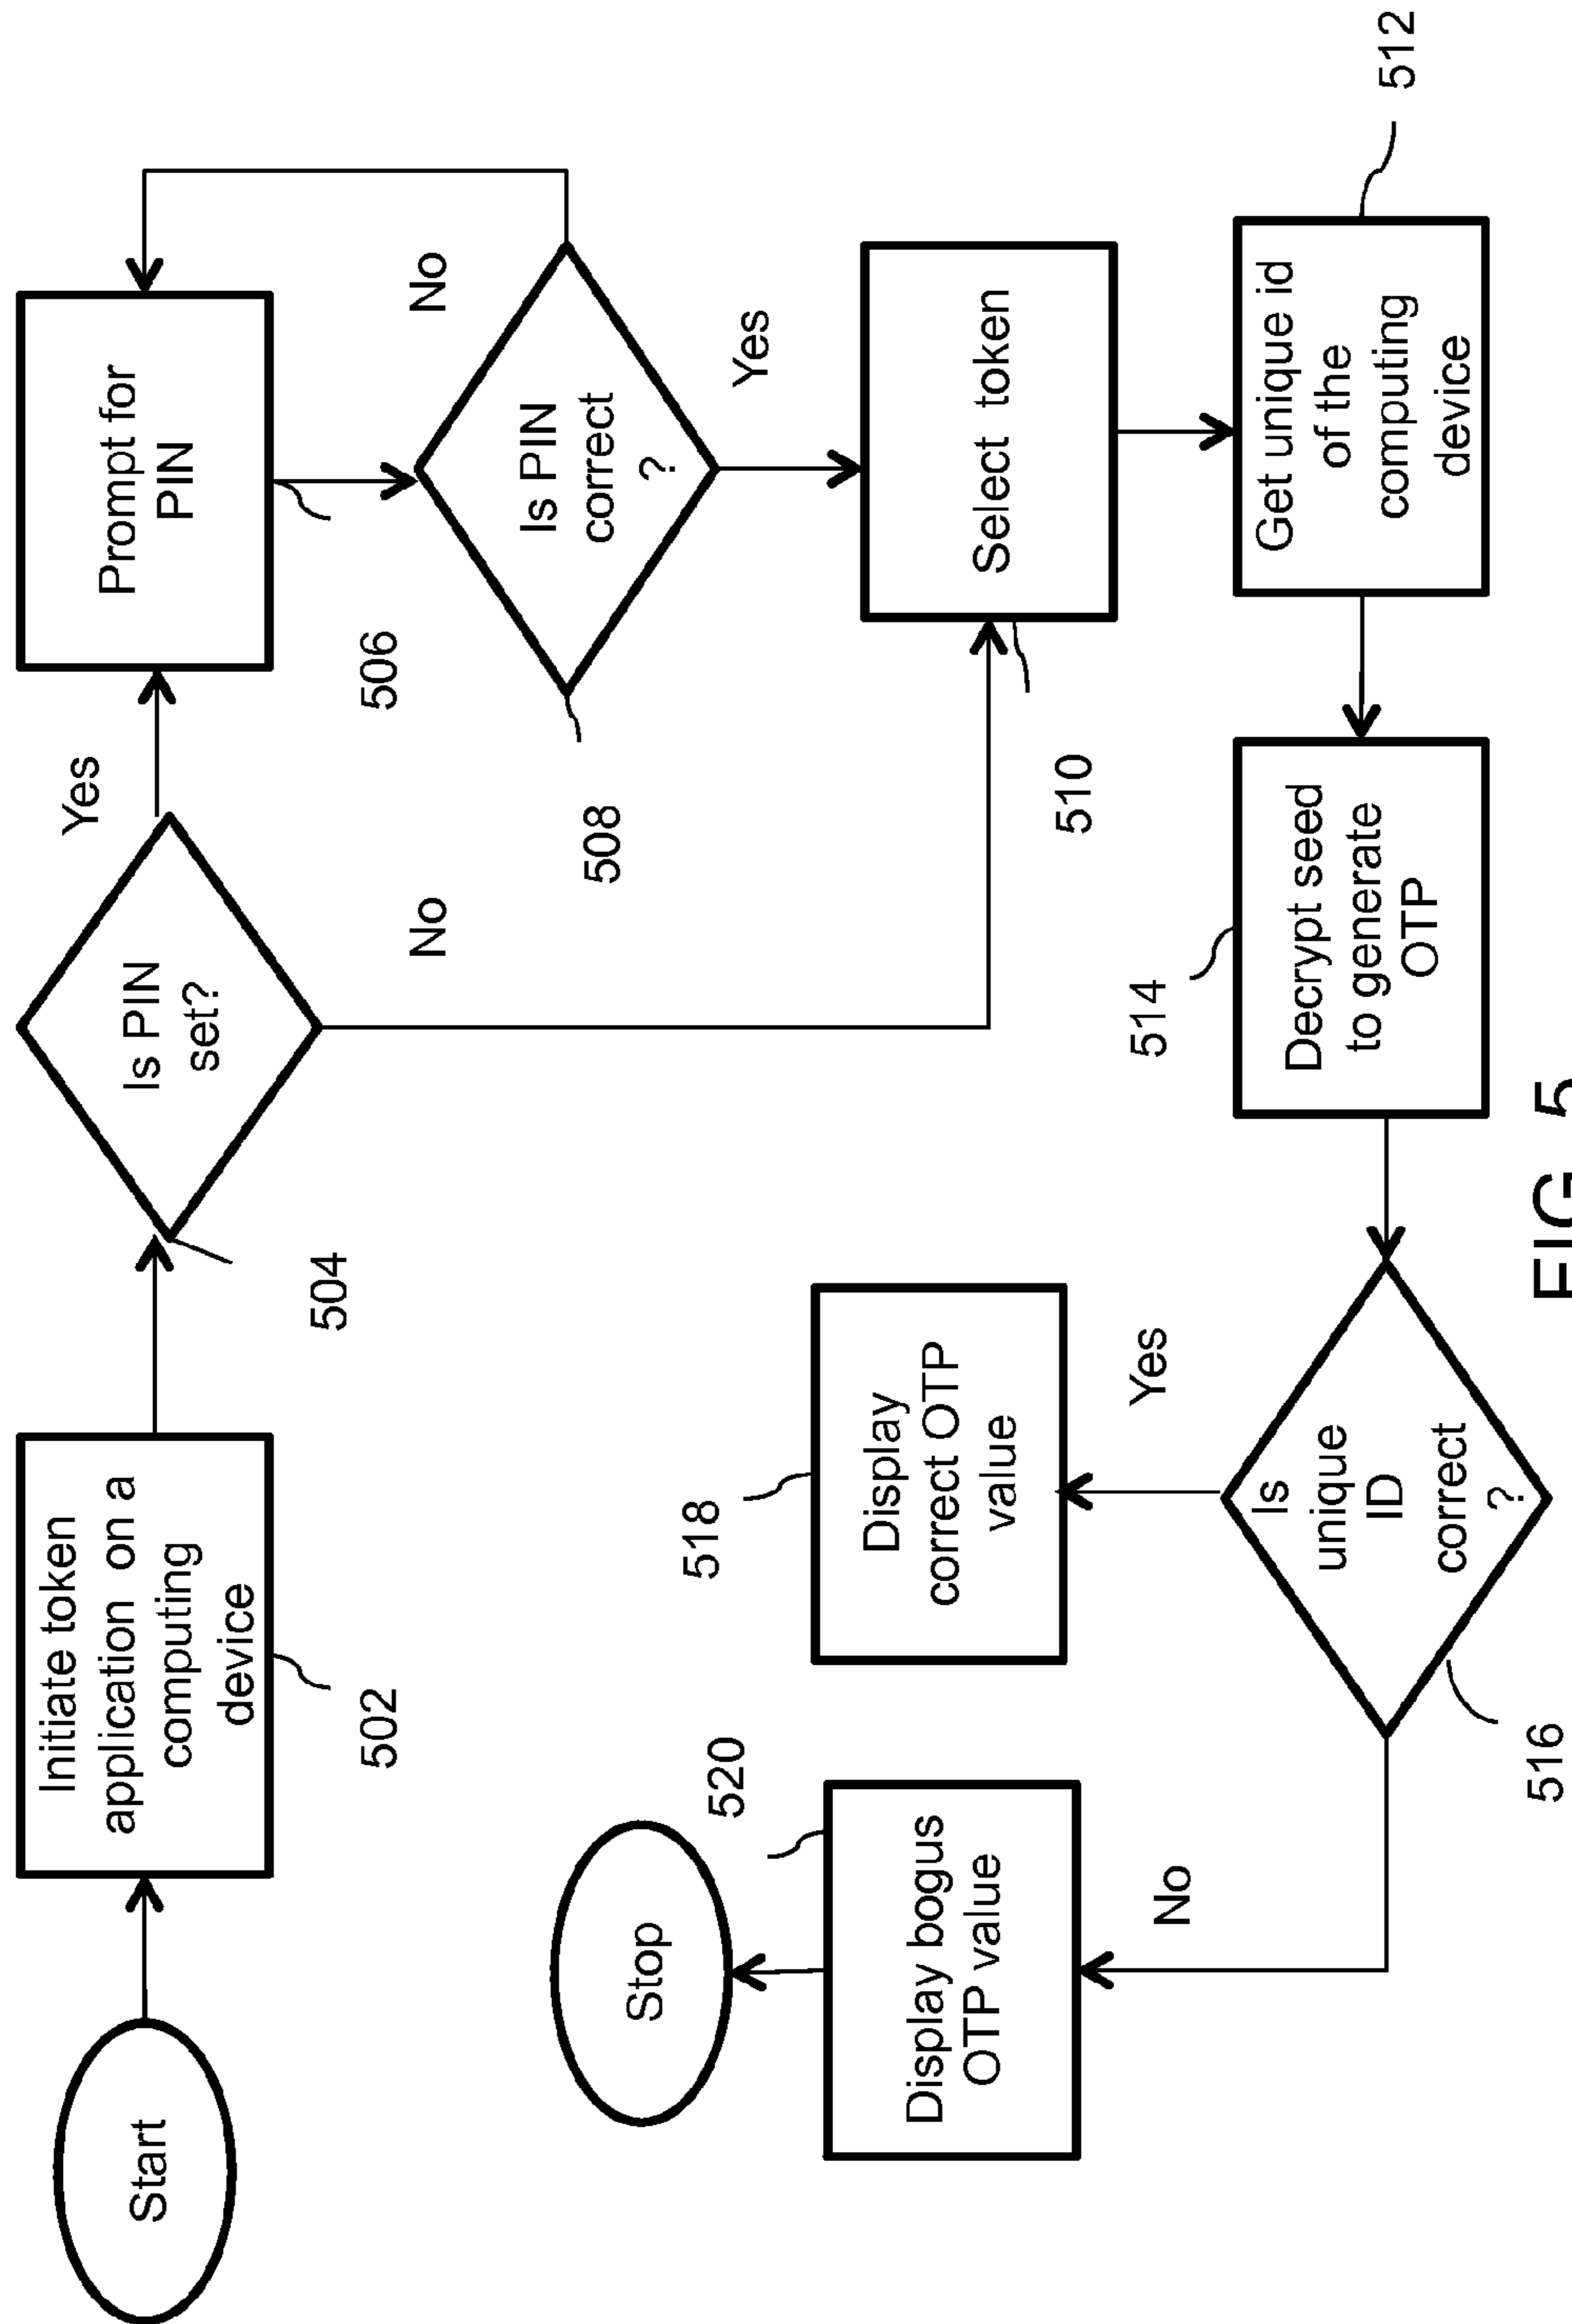 Start
Initiate token
application on a
computing
device
502
Is PIN
set?
504
Yes
No
Prompt for
PIN
506
Is PIN
correct
?
508
No
Yes
Select token
510
Get unique id
of the
computing
device
512
Decrypt seed
to generate
OTP
514
Is
unique
ID
correct
?
516
Yes
No
Display
correct OTP
value
518
Display bogus
OTP value
520
Stop
FIG. 5